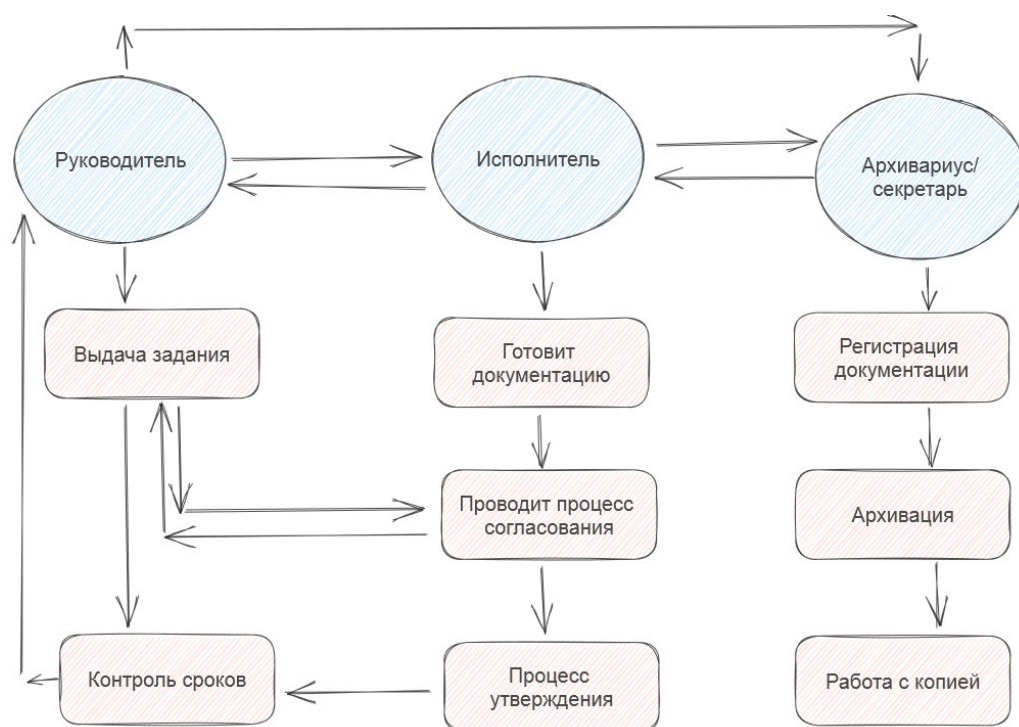 Руководитель
Исполнитель
Архивариус/
секретарь
Выдача задания
Готовит
документацию
Регистрация
документации
Проводит процесс
согласования
Архивация
Контроль сроков
Процесс
утверждения
Работа с копией